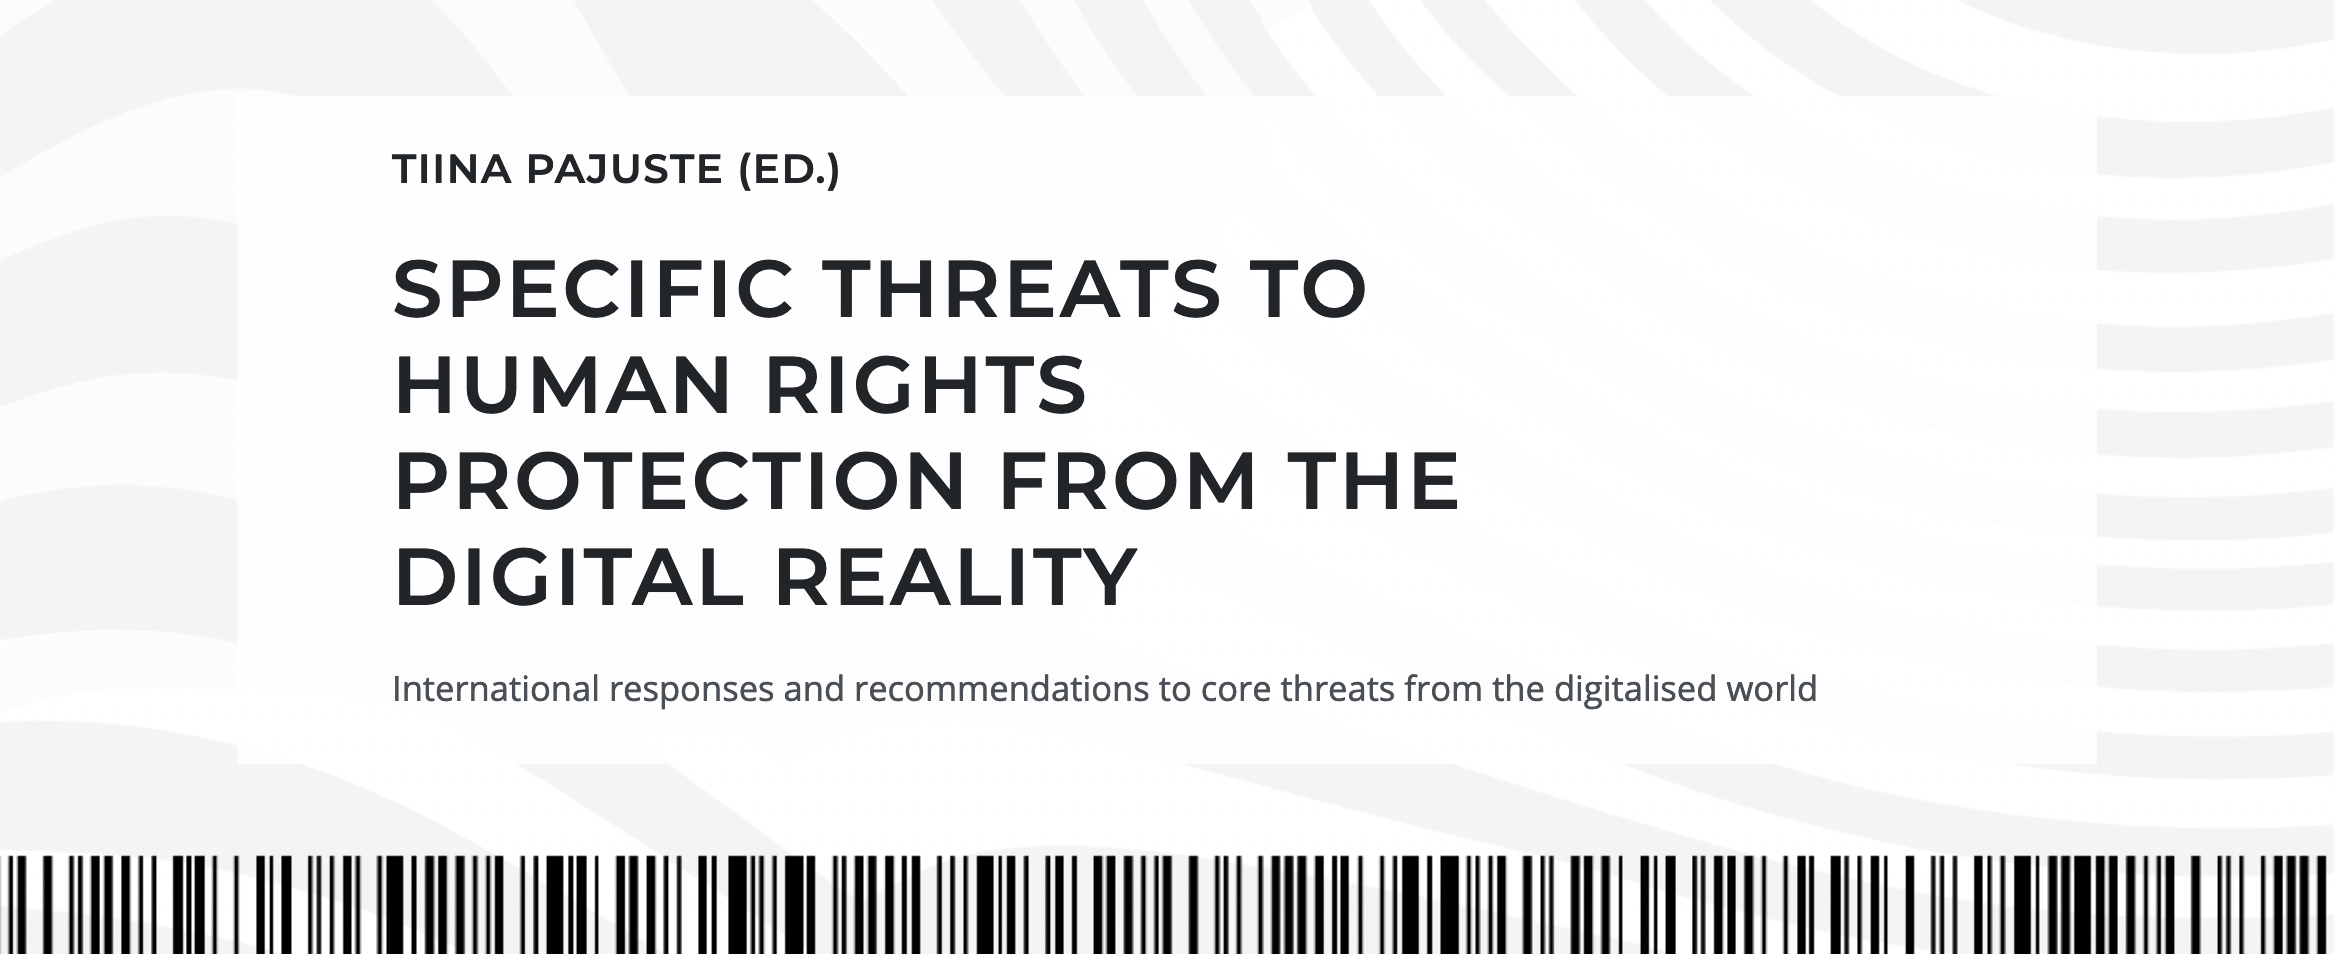 TIINA PAJUSTE (ED.)
SPECIFIC THREATS TO
HUMAN RIGHTS
PROTECTION FROM THE
DIGITAL REALITY
International responses and recommendations to core threats from the digitalised world